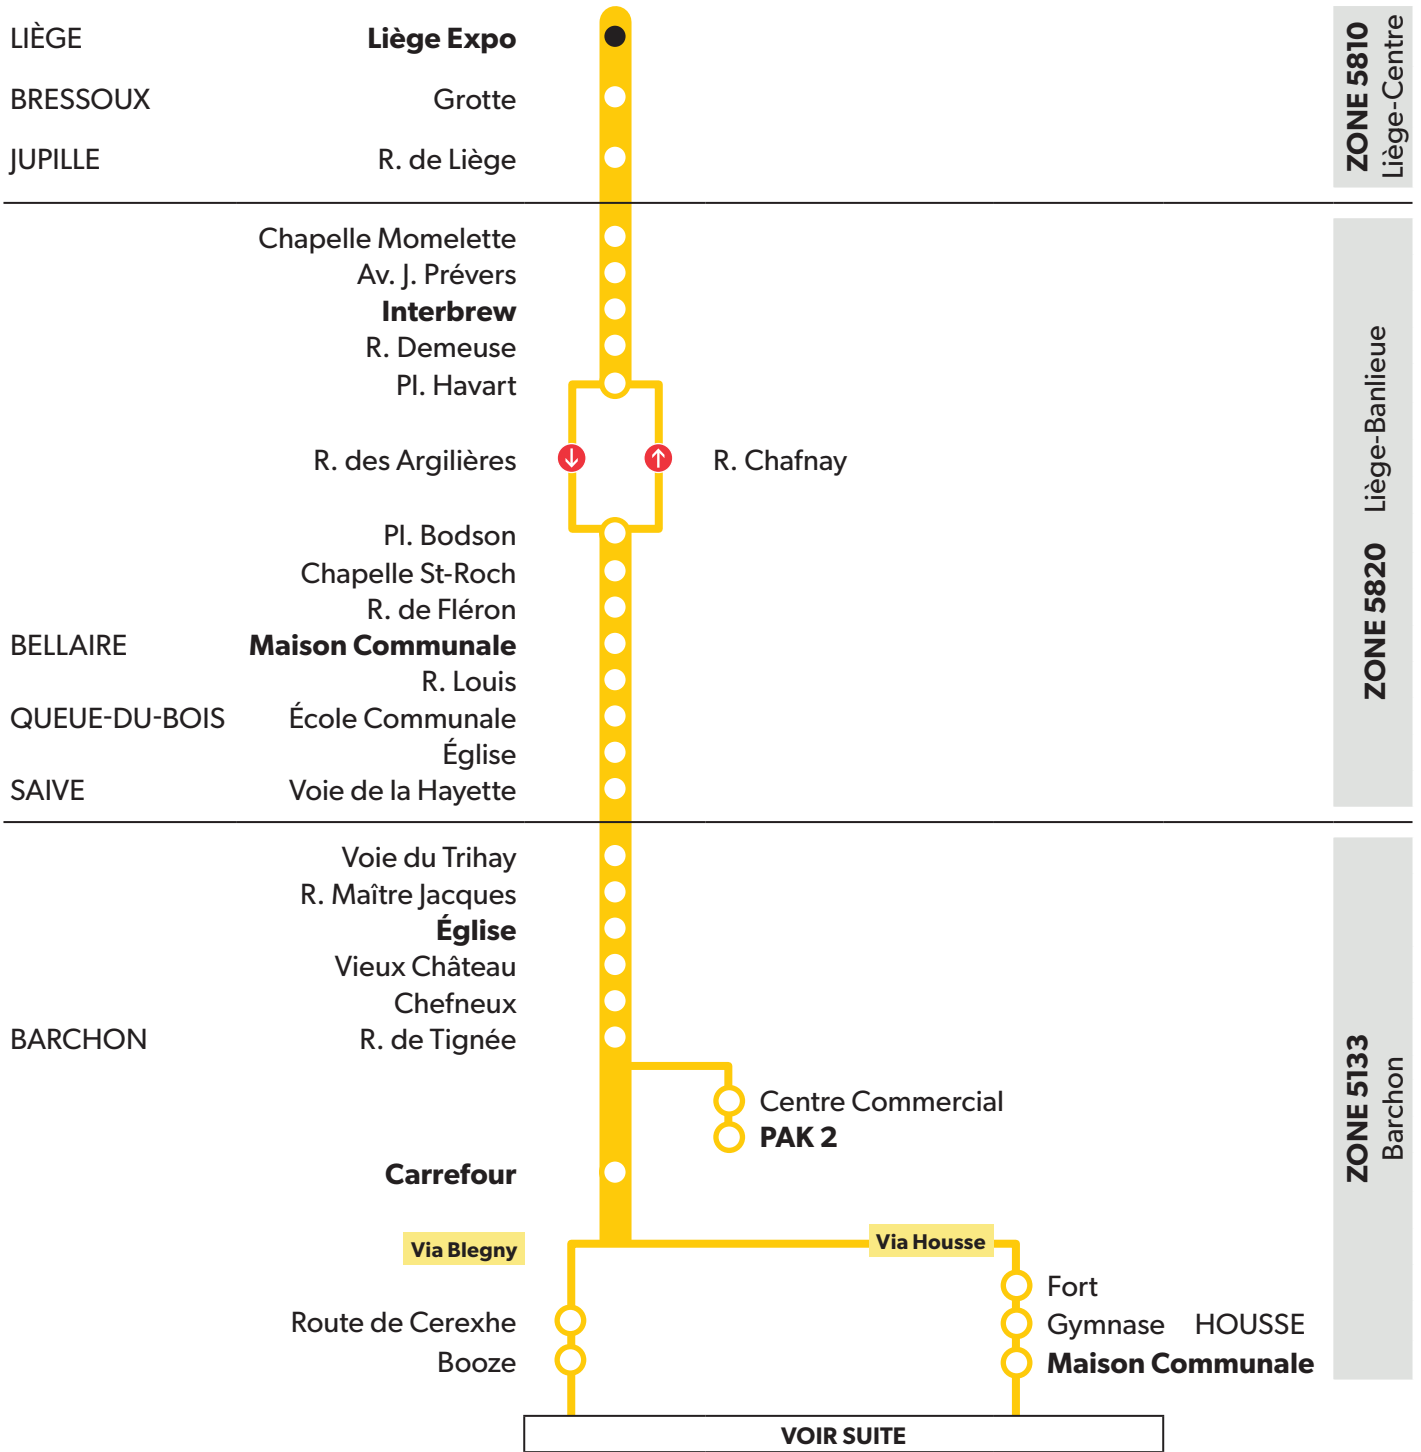 LIÈGE Liège Expo
BRESSOUX Grotte
JUPILLE R. de Liège
ZONE 5810
Liège-Centre
Chapelle Momelette
Av. J. Prévers
Interbrew
R. Demeuse
Pl. Havart
R. des Argilières R. Chafnay
Pl. Bodson
Chapelle St-Roch
R. de Fléron
BELLAIRE Maison Communale
R. Louis
QUEUE-DU-BOIS École Communale
Église
SAIVE Voie de la Hayette
ZONE 5820 Liège-Banlieue
Voie du Trihay
R. Maître Jacques
Église
Vieux Château
Chefneux
BARCHON R. de Tignée
Centre Commercial
PAK 2
Carrefour
Via Blegny Via Housse
Fort
Route de Cerexhe Gymnase HOUSSE
Booze Maison Communale
ZONE 5133
Barchon
VOIR SUITE